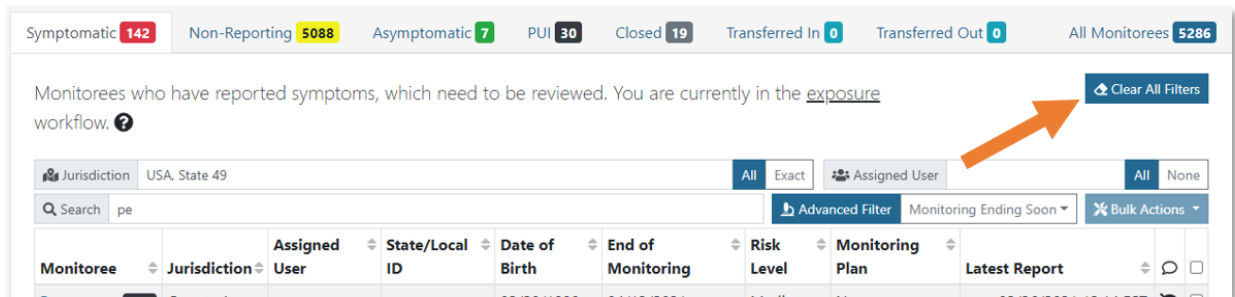 Symptomatic 142 Non-Reporting 5088 Asymptomatic 7 PUI 30 Closed 19 Transferred In 0 Transferred Out 0 All Monitorees 5286
Monitorees who have reported symptoms, which need to be reviewed. You are currently in the exposure
workflow.
Clear All Filters
Jurisdiction USA, State 49 All Exact Assigned User All None
Search pe Advanced Filter Monitoring Ending Soon Bulk Actions
Monitoree Jurisdiction Assigned User State/Local ID Date of Birth End of Monitoring Risk Level Monitoring Plan Latest Report